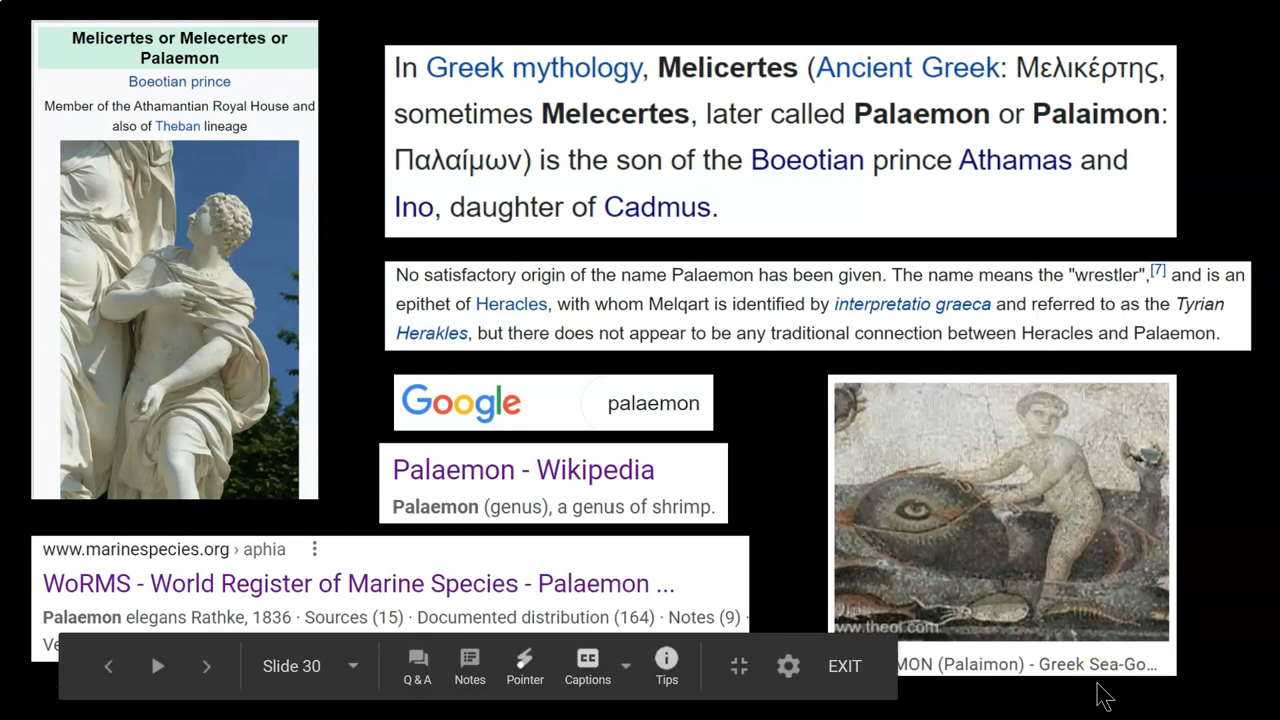 Melicertes or Melecertes or
Palaemon
Boeotian prince
Member of the Athamantian Royal House and
also of Theban lineage
In Greek mythology, Melicertes (Ancient Greek: Μελικέρτης,
sometimes Melecertes, later called Palaemon or Palaimon:
Παλαίμων) is the son of the Boeotian prince Athamas and
Ino, daughter of Cadmus.
No satisfactory origin of the name Palaemon has been given. The name means the "wrestler",[7] and is an
epithet of Heracles, with whom Melqart is identified by interpretatio graeca and referred to as the Tyrian
Herakles, but there does not appear to be any traditional connection between Heracles and Palaemon.
Google palaemon
Palaemon - Wikipedia
Palaemon (genus), a genus of shrimp.
www.marinespecies.org › aphia
WoRMS - World Register of Marine Species - Palaemon ...
Palaemon elegans Rathke, 1836 · Sources (15) · Documented distribution (164) · Notes (9) ·
www.theoi.com
MON (Palaimon) - Greek Sea-Go...
Slide 30
Q & A
Notes
Pointer
CC
Captions
Tips
EXIT